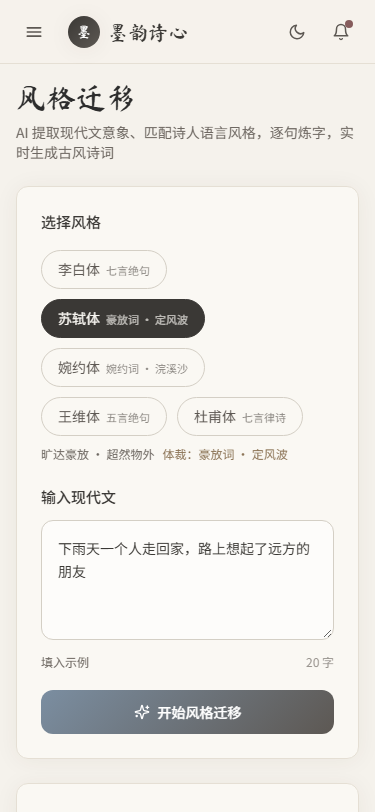 墨 墨韵诗心
风格迁移
AI 提取现代文意象、匹配诗人语言风格，逐句炼字，实
时生成古风诗词
选择风格
李白体 七言绝句
苏轼体 豪放词 · 定风波
婉约体 婉约词 · 浣溪沙
王维体 五言绝句 杜甫体 七言律诗
旷达豪放 · 超然物外 体裁：豪放词 · 定风波
输入现代文
下雨天一个人走回家，路上想起了远方的
朋友
填入示例 20 字
开始风格迁移